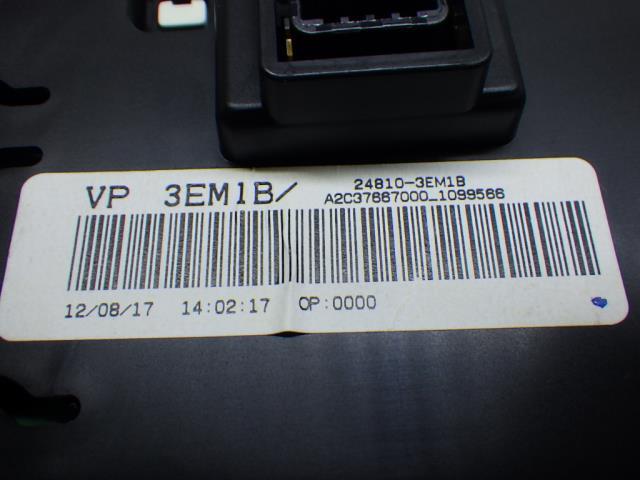 VP 3EM1B/
24810-3EM1B
A2C37667000_1099566
12/08/17 14:02:17 OP:0000